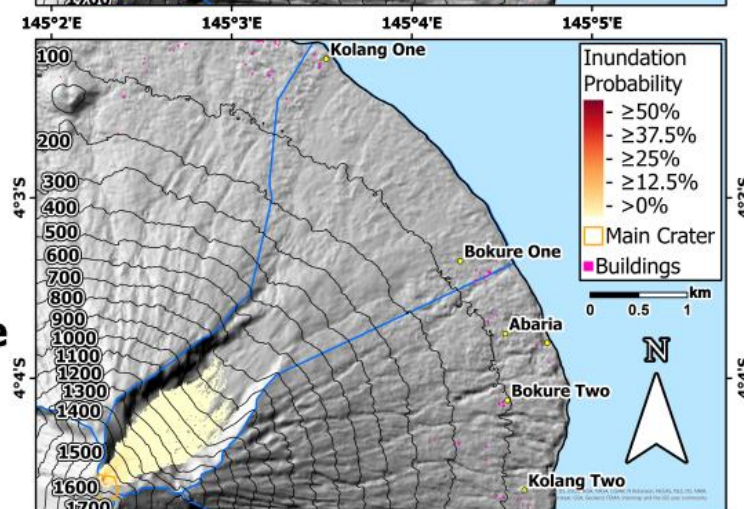 145°2'E 145°3'E 145°4'E 145°5'E
Kolang One
100
200
300
400
500
600
700
800
900
1000
1100
1200
1300
1400
1500
1600
1700
4°3'S
4°4'S
Bokure One
Abaria
Bokure Two
Kolang Two
Inundation
Probability
- ≥50%
- ≥37.5%
- ≥25%
- ≥12.5%
- >0%
Main Crater
Buildings
0 0.5 1 km
N
4°3'S
4°4'S